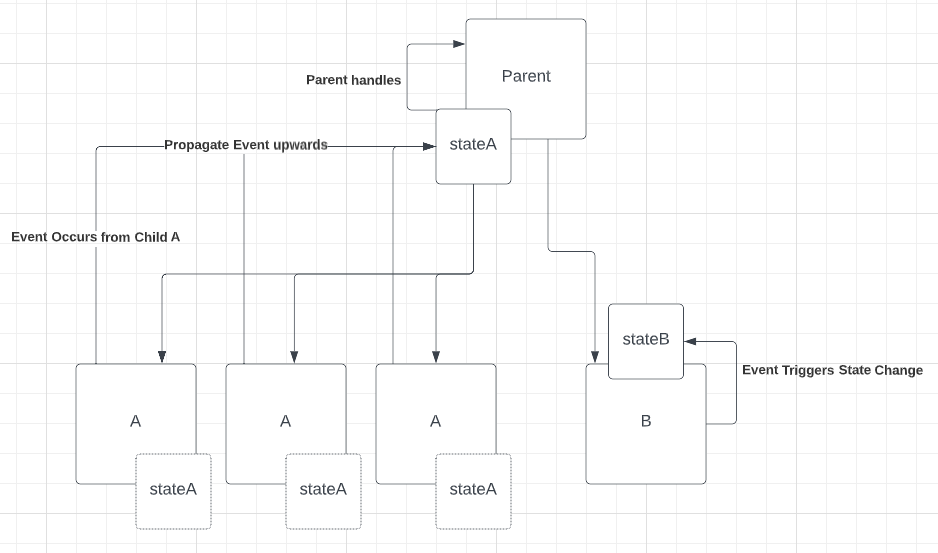 Parent
Parent handles
stateA
Propagate Event upwards
Event Occurs from Child A
stateB
Event Triggers State Change
A
A
A
B
stateA
stateA
stateA